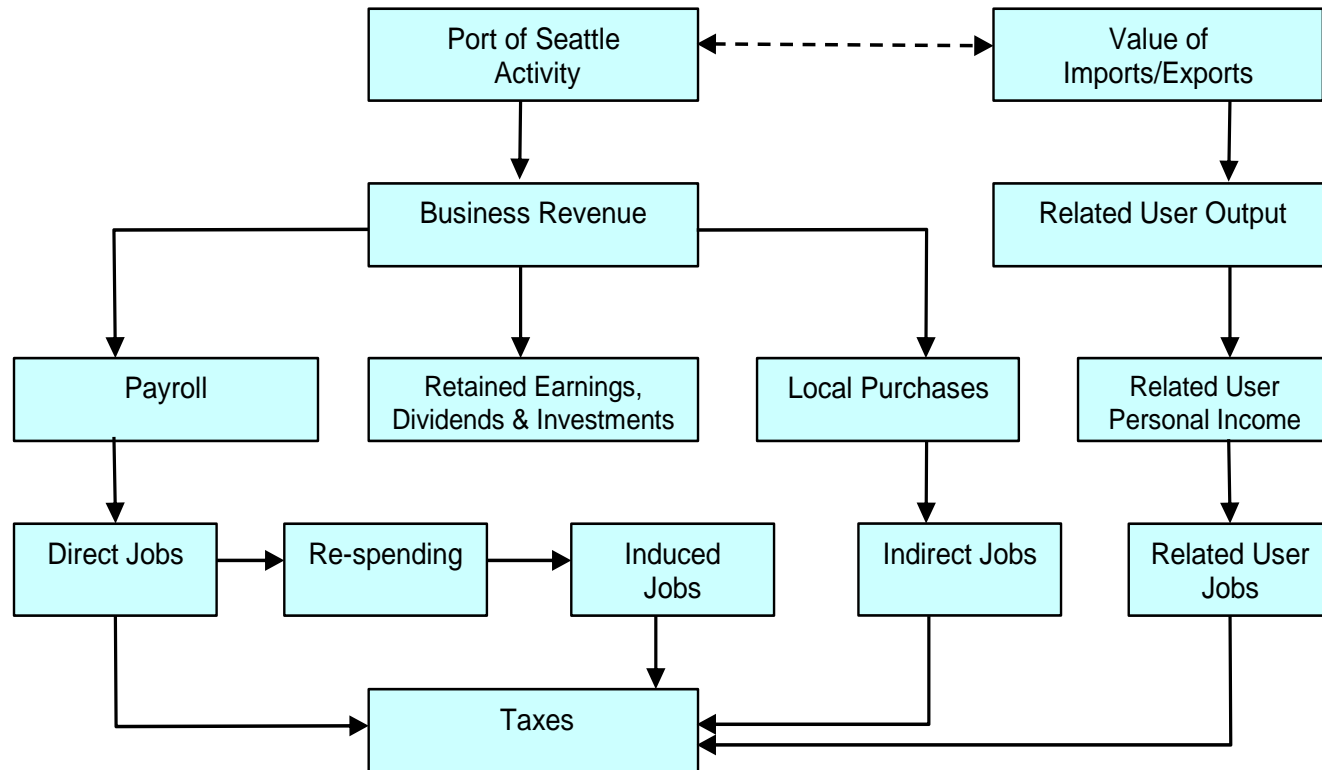 Port of Seattle
Activity
Value of
Imports/Exports
Business Revenue
Related User Output
Payroll
Retained Earnings,
Dividends & Investments
Local Purchases
Related User
Personal Income
Direct Jobs
Re-spending
Induced
Jobs
Indirect Jobs
Related User
Jobs
Taxes